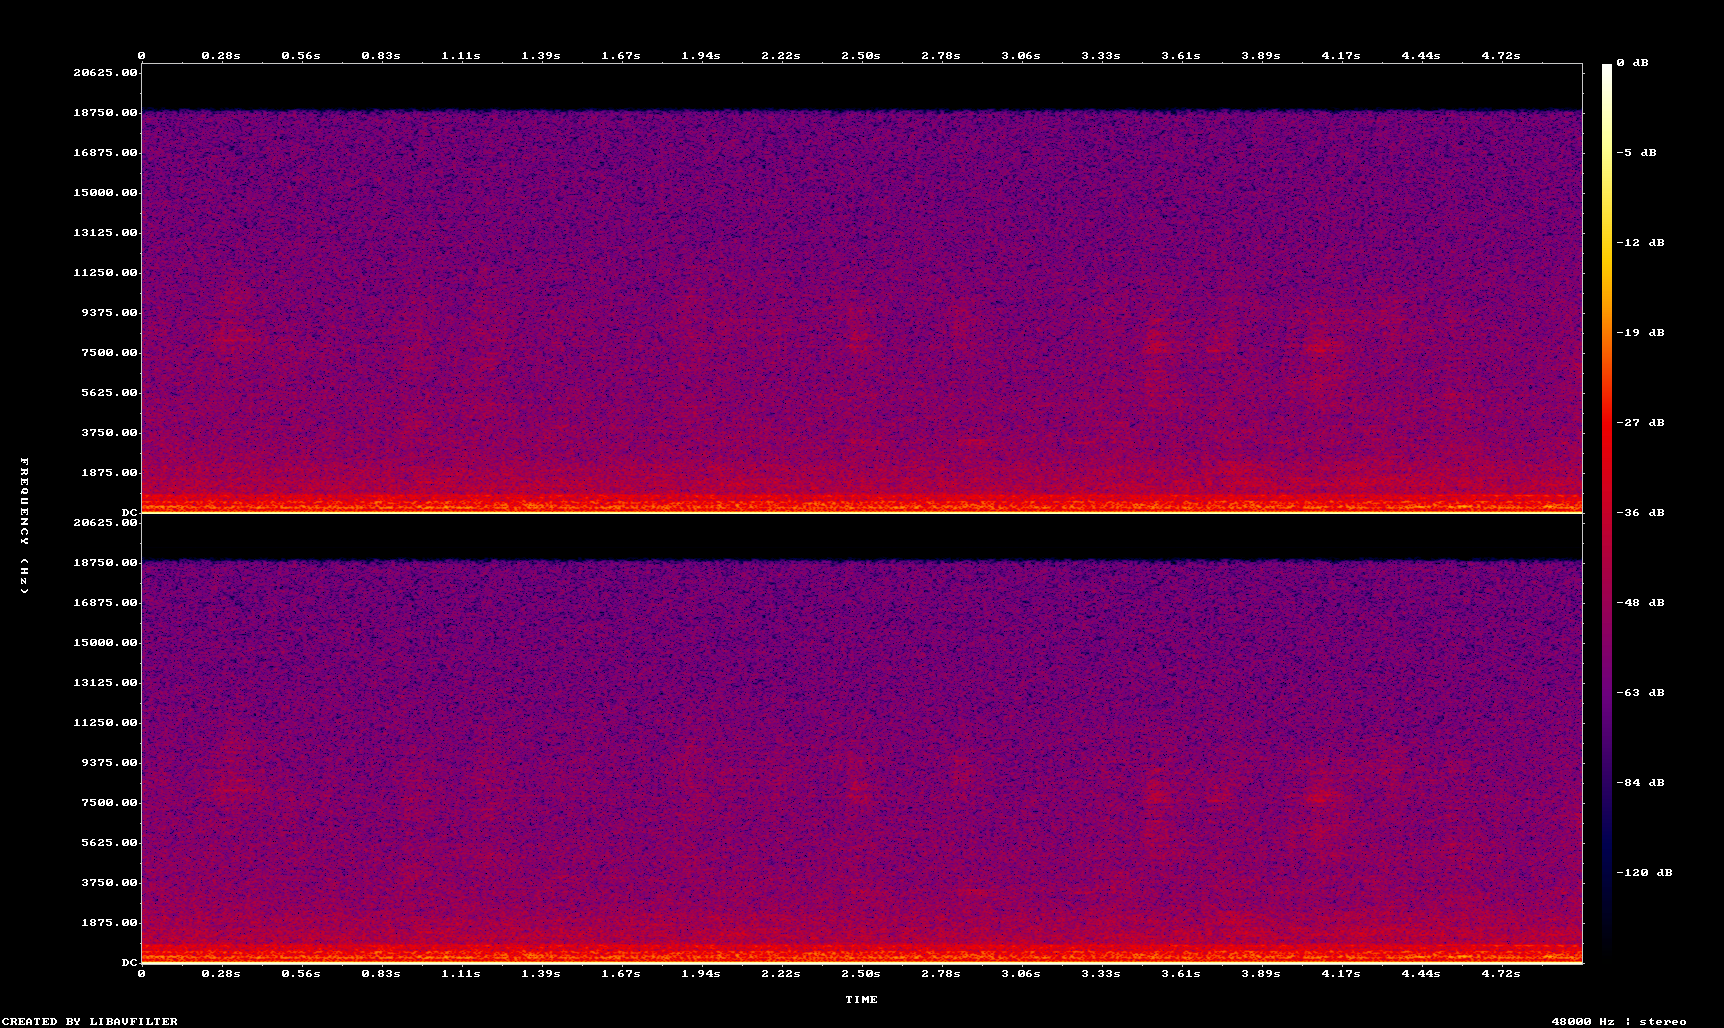 0 0.28s 0.56s 0.83s 1.11s 1.39s 1.67s 1.94s 2.22s 2.50s 2.78s 3.06s 3.33s 3.61s 3.89s 4.17s 4.44s 4.72s
20625.00
18750.00
16875.00
15000.00
13125.00
11250.00
9375.00
7500.00
5625.00
3750.00
1875.00
DC
20625.00
18750.00
16875.00
15000.00
13125.00
11250.00
9375.00
7500.00
5625.00
3750.00
1875.00
DC
FREQUENCY (Hz)
0 dB
-5 dB
-12 dB
-19 dB
-27 dB
-36 dB
-48 dB
-63 dB
-84 dB
-120 dB
0 0.28s 0.56s 0.83s 1.11s 1.39s 1.67s 1.94s 2.22s 2.50s 2.78s 3.06s 3.33s 3.61s 3.89s 4.17s 4.44s 4.72s
TIME
CREATED BY LIBAVFILTER
48000 Hz | stereo